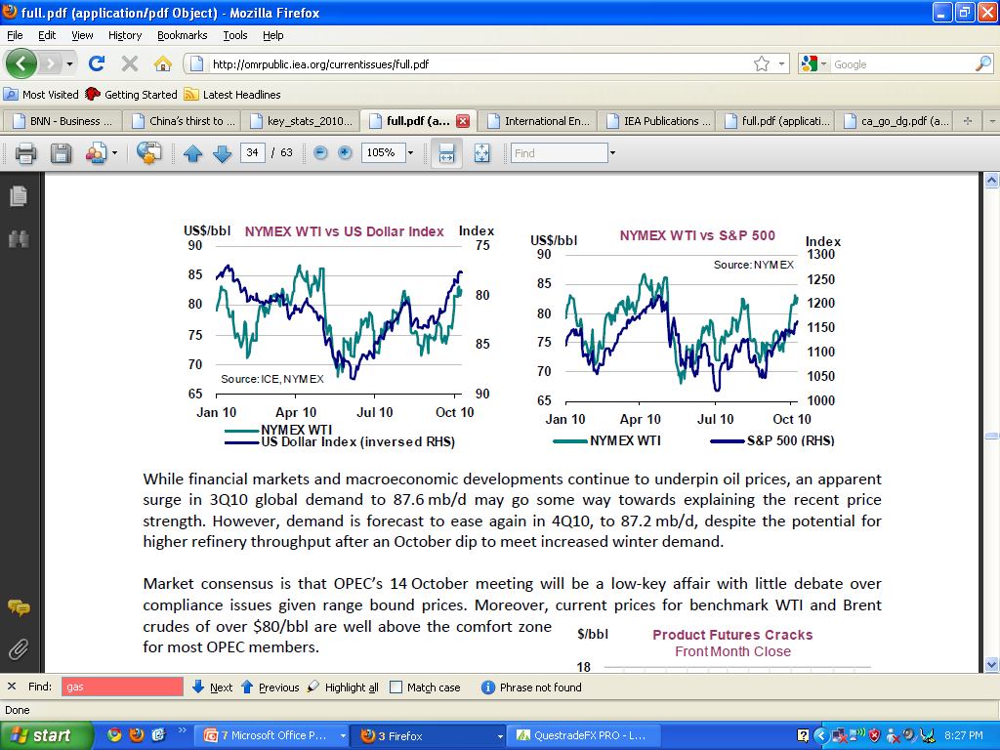 full.pdf (application/pdf Object) - Mozilla Firefox
File Edit View History Bookmarks Tools Help
http://omrpublic.iea.org/currentissues/full.pdf Google
Most Visited Getting Started Latest Headlines
BNN - Business ... China's thirst to ... key_stats_2010... full.pdf (a... International En... IEA Publications ... full.pdf (applicati... ca_go_dg.pdf (a...
34 / 63 105% Find
US$/bbl NYMEX WTI vs US Dollar Index Index
90 75
85
80 80
75
70 85
65 90
Source: ICE, NYMEX
Jan 10 Apr 10 Jul 10 Oct 10
NYMEX WTI
US Dollar Index (inversed RHS)
US$/bbl NYMEX WTI vs S&P 500 Index
90 1300
Source: NYMEX
85 1250
80 1200
1150
75 1100
70 1050
65 1000
Jan 10 Apr 10 Jul 10 Oct 10
NYMEX WTI S&P 500 (RHS)
While financial markets and macroeconomic developments continue to underpin oil prices, an apparent
surge in 3Q10 global demand to 87.6 mb/d may go some way towards explaining the recent price
strength. However, demand is forecast to ease again in 4Q10, to 87.2 mb/d, despite the potential for
higher refinery throughput after an October dip to meet increased winter demand.
Market consensus is that OPEC's 14 October meeting will be a low-key affair with little debate over
compliance issues given range bound prices. Moreover, current prices for benchmark WTI and Brent
crudes of over $80/bbl are well above the comfort zone
for most OPEC members.
$/bbl Product Futures Cracks
Front Month Close
18
Find: gas Next Previous Highlight all Match case Phrase not found
Done
start 7 Microsoft Office P... 3 Firefox QuestradeFX PRO - L... 8:27 PM